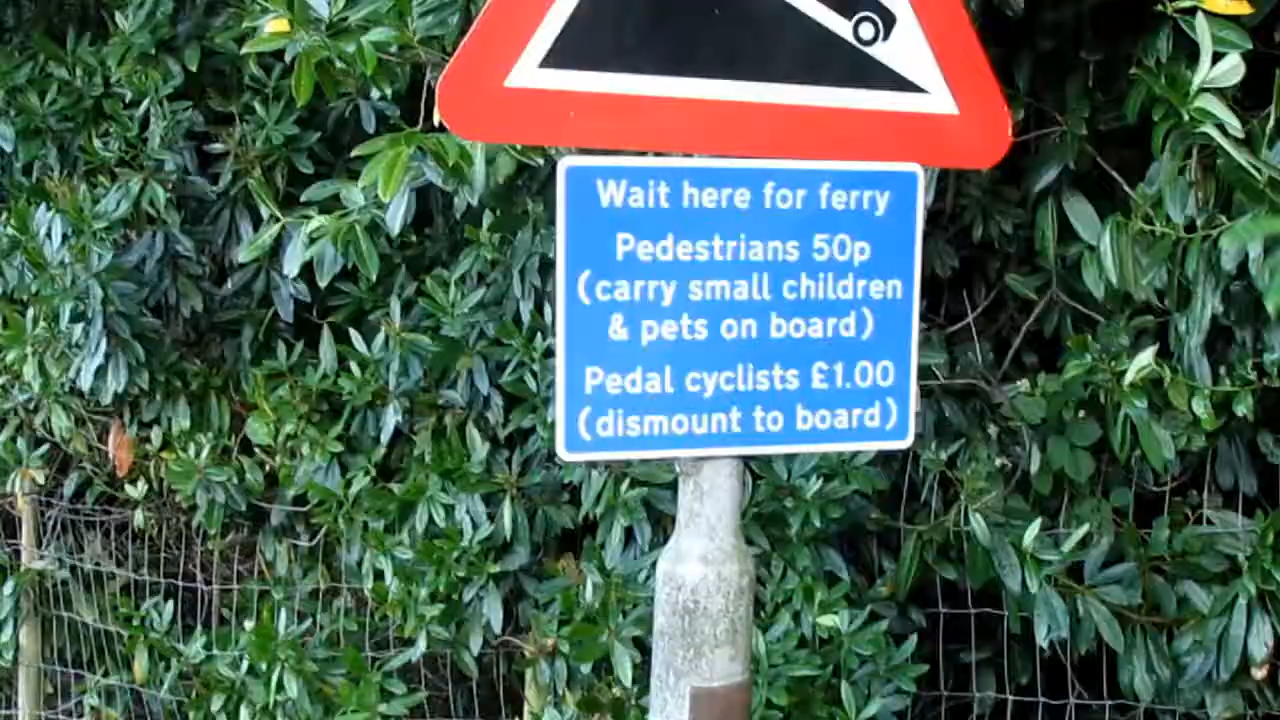 Wait here for ferry
Pedestrians 50p
(carry small children
& pets on board)
Pedal cyclists £1.00
(dismount to board)